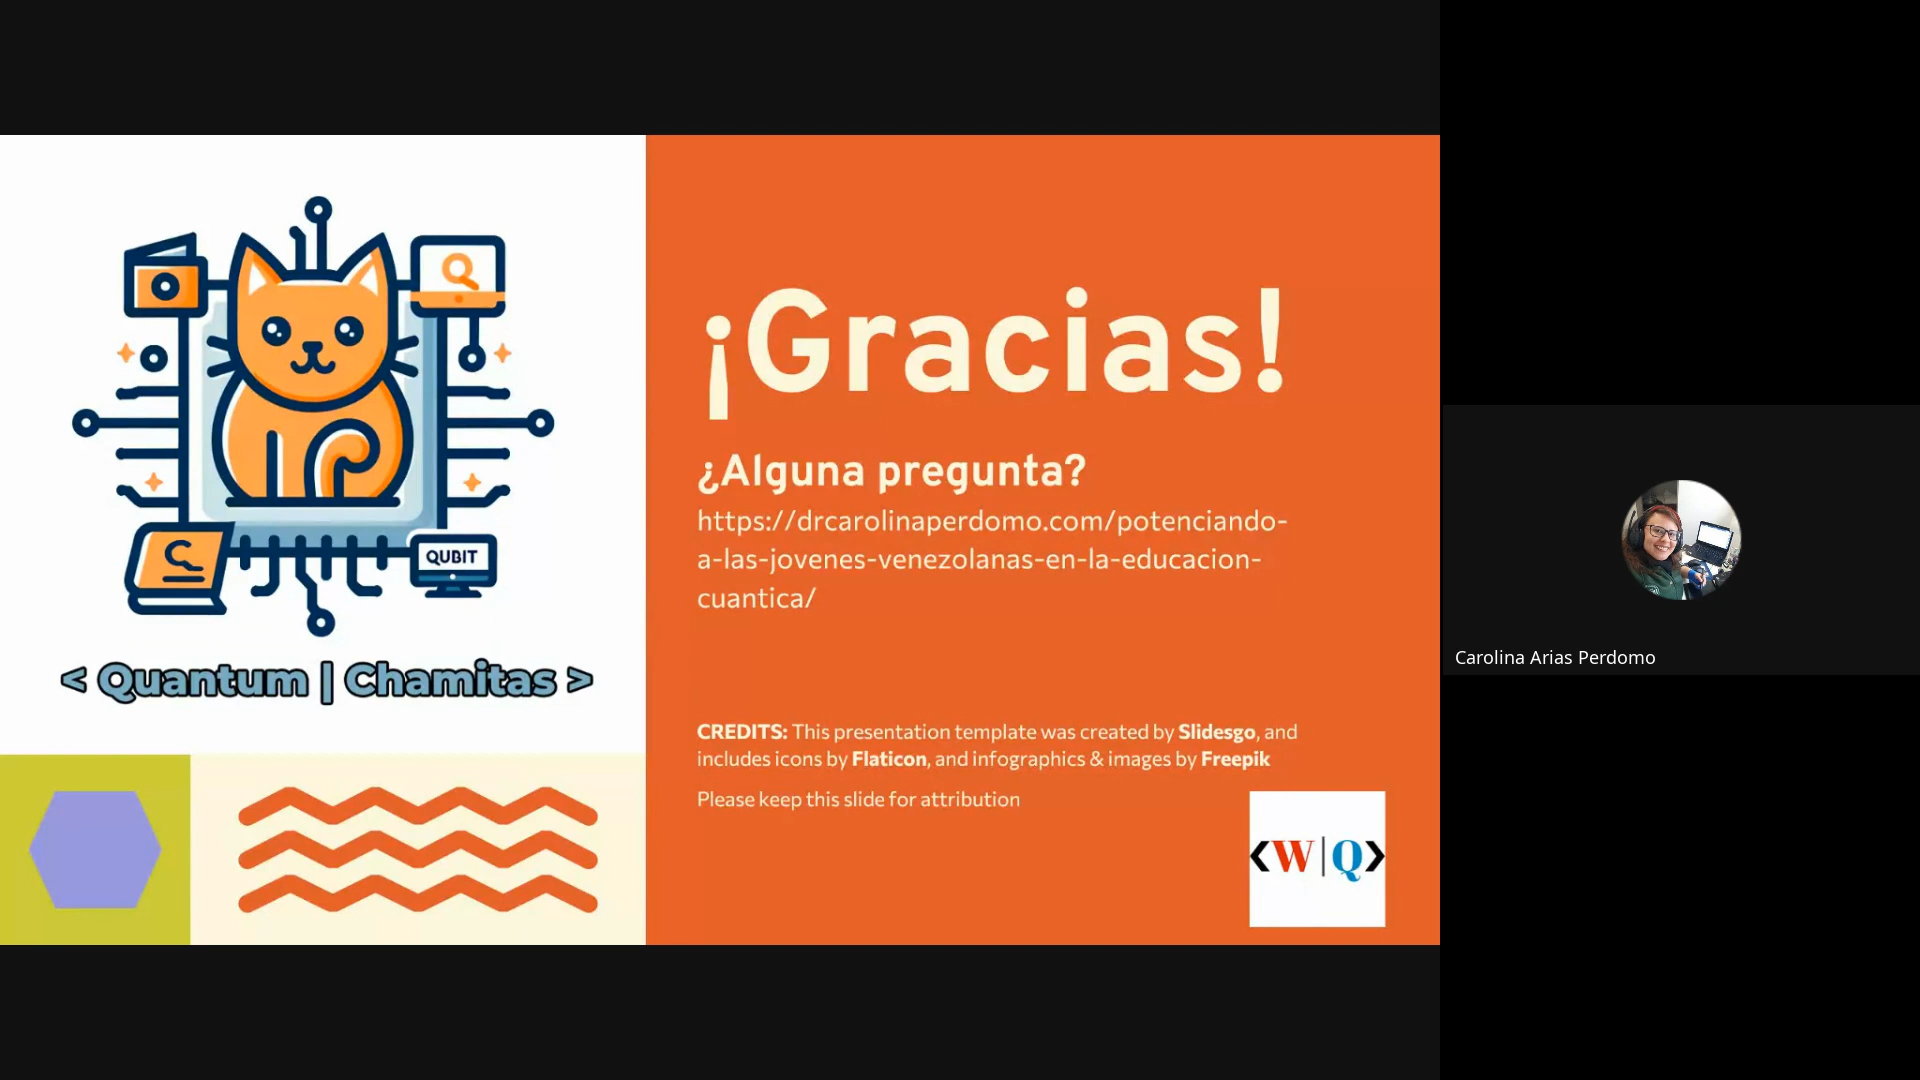 QUBIT
< Quantum | Chamitas >
¡Gracias!
¿Alguna pregunta?
https://drcarolinaperdomo.com/potenciando-
a-las-jovenes-venezolanas-en-la-educacion-
cuantica/
CREDITS: This presentation template was created by Slidesgo, and
includes icons by Flaticon, and infographics & images by Freepik
Please keep this slide for attribution
<W|Q>
Carolina Arias Perdomo